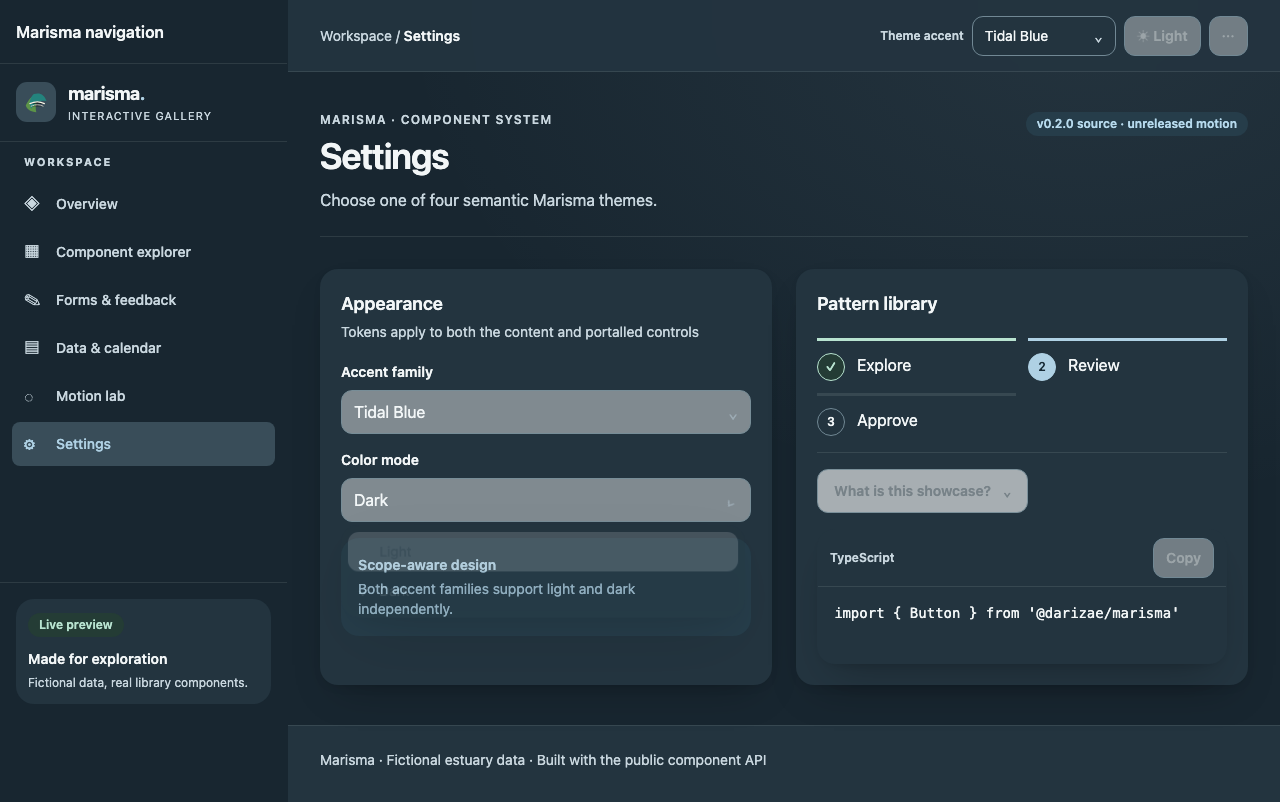 Marisma navigation
marisma.
INTERACTIVE GALLERY
WORKSPACE
Overview
Component explorer
Forms & feedback
Data & calendar
Motion lab
Settings
Live preview
Made for exploration
Fictional data, real library components.
Workspace / Settings
Theme accent
Tidal Blue
☀ Light
···
MARISMA · COMPONENT SYSTEM
v0.2.0 source · unreleased motion
Settings
Choose one of four semantic Marisma themes.
Appearance
Tokens apply to both the content and portalled controls
Accent family
Tidal Blue
Color mode
Dark
Light
Scope-aware design
Both accent families support light and dark
independently.
Pattern library
Explore
2 Review
3 Approve
What is this showcase?
TypeScript
Copy
import { Button } from '@darizae/marisma'
Marisma · Fictional estuary data · Built with the public component API